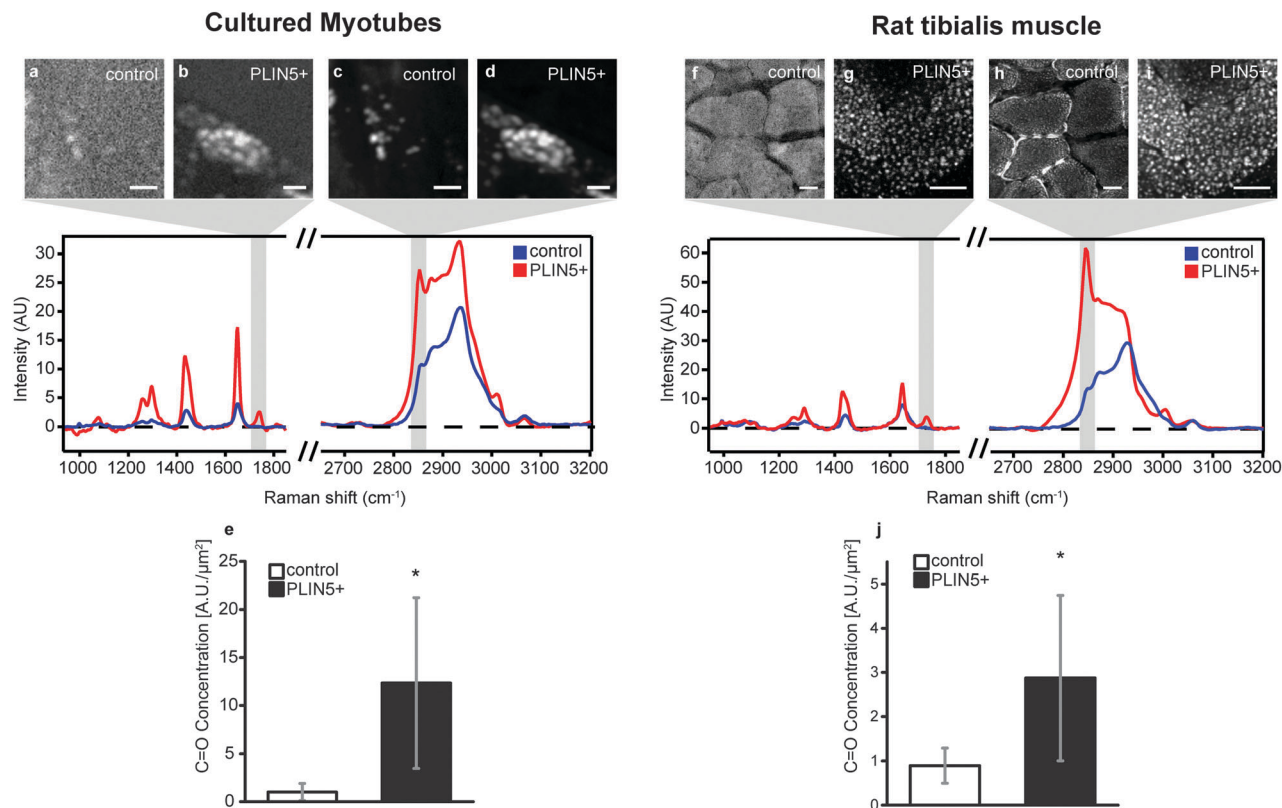 Cultured Myotubes
Rat tibialis muscle
a control
b PLIN5+
c control
d PLIN5+
f control
g PLIN5+
h control
i PLIN5+
Intensity (AU)
30
25
20
15
10
5
0
control
PLIN5+
1000 1200 1400 1600 1800 // 2700 2800 2900 3000 3100 3200
Raman shift (cm⁻¹)
Intensity (AU)
60
50
40
30
20
10
0
control
PLIN5+
1000 1200 1400 1600 1800 // 2700 2800 2900 3000 3100 3200
Raman shift (cm⁻¹)
e
C=O Concentration [A.U./µm²]
25
20
15
10
5
0
control
PLIN5+
*
j
C=O Concentration [A.U./µm²]
5
4
3
2
1
0
control
PLIN5+
*